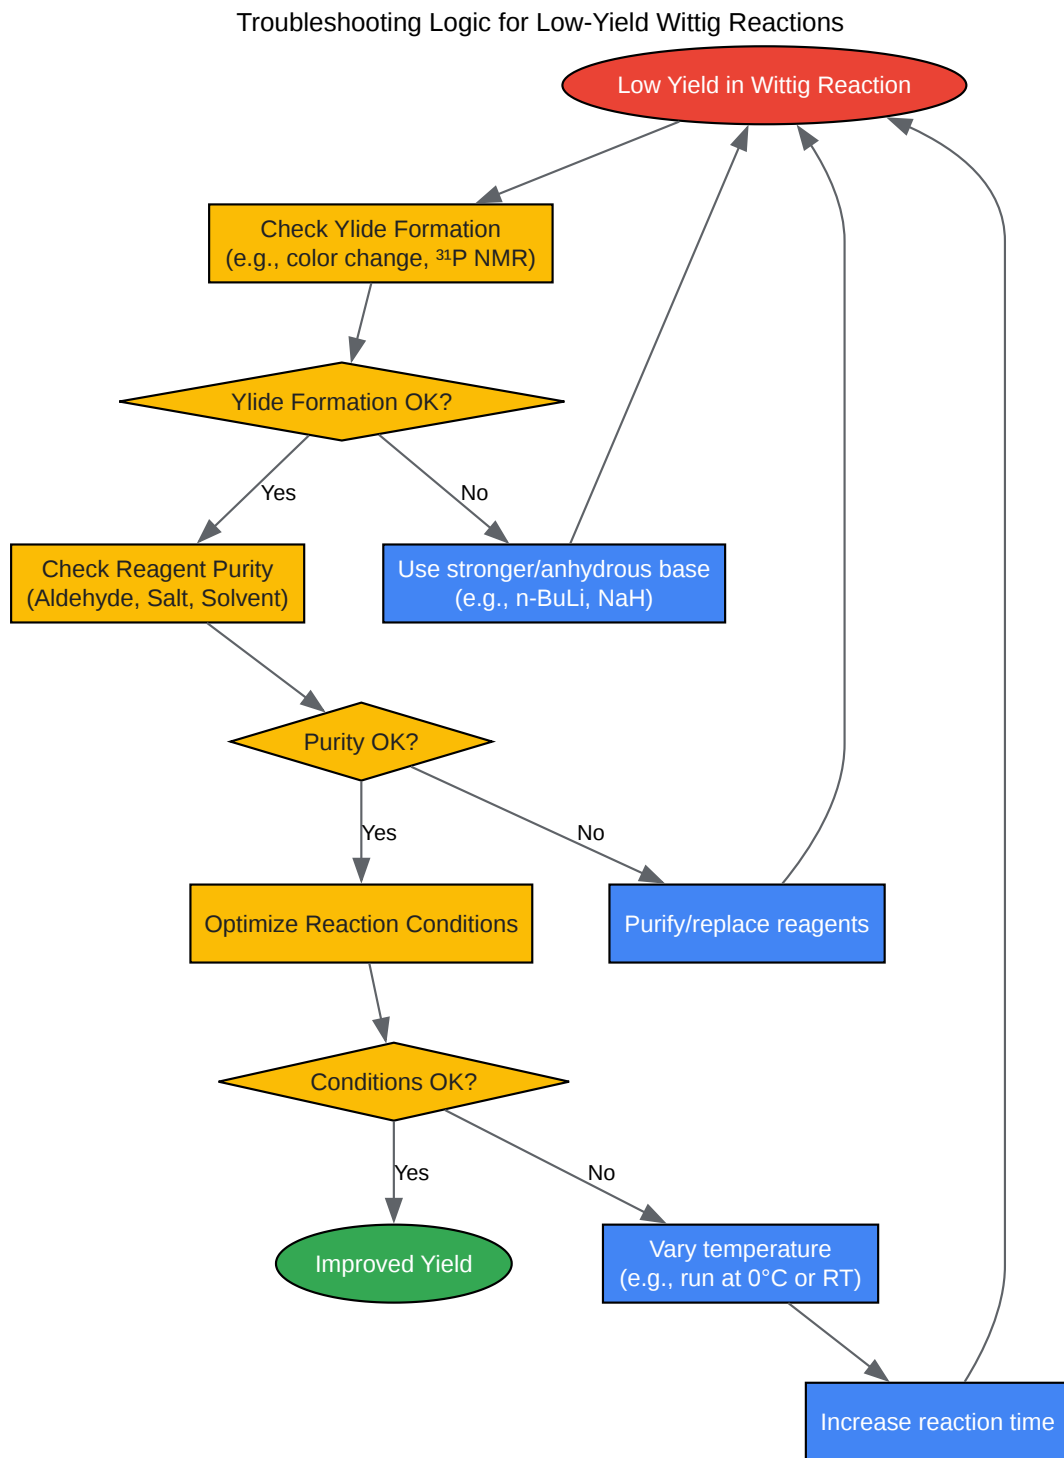 Troubleshooting Logic for Low-Yield Wittig Reactions
Low Yield in Wittig Reaction
Check Ylide Formation
(e.g., color change, ³¹P NMR)
Ylide Formation OK?
Yes
No
Check Reagent Purity
(Aldehyde, Salt, Solvent)
Use stronger/anhydrous base
(e.g., n-BuLi, NaH)
Purity OK?
Yes
No
Optimize Reaction Conditions
Purify/replace reagents
Conditions OK?
Yes
No
Improved Yield
Vary temperature
(e.g., run at 0°C or RT)
Increase reaction time